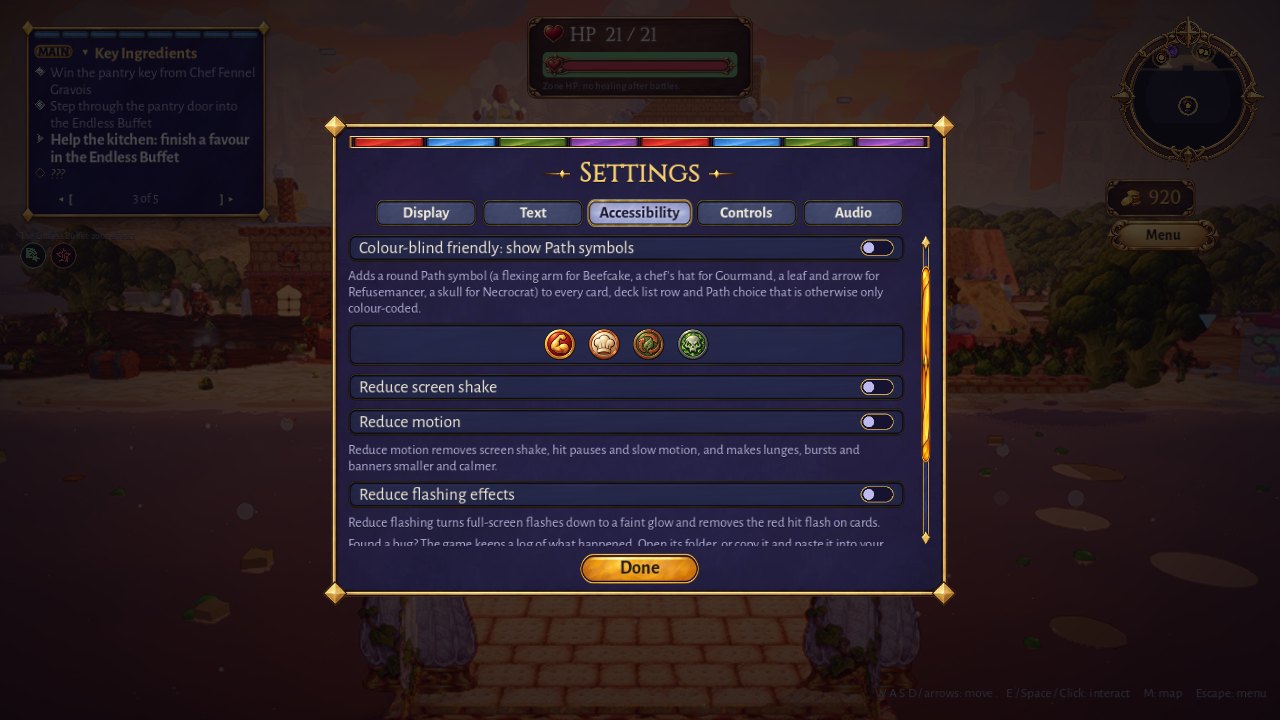 MAIN ▾ Key Ingredients
Win the pantry key from Chef Fennel
Gravois
Step through the pantry door into
the Endless Buffet
Help the kitchen: finish a favour
in the Endless Buffet
???
[ 3 of 5 ]
HP 21 / 21
Zone HP: no healing after battles.
920
Menu
SETTINGS
Display Text Accessibility Controls Audio
Colour-blind friendly: show Path symbols
Adds a round Path symbol (a flexing arm for Beefcake, a chef's hat for Gourmand, a leaf and arrow for
Refusemancer, a skull for Necrocrat) to every card, deck list row and Path choice that is otherwise only
colour-coded.
Reduce screen shake
Reduce motion
Reduce motion removes screen shake, hit pauses and slow motion, and makes lunges, bursts and
banners smaller and calmer.
Reduce flashing effects
Reduce flashing turns full-screen flashes down to a faint glow and removes the red hit flash on cards.
Found a bug? The game keeps a log of what happened. Open its folder, or copy it and paste it into your
Done
W A S D / arrows: move E / Space / Click: interact M: map Escape: menu